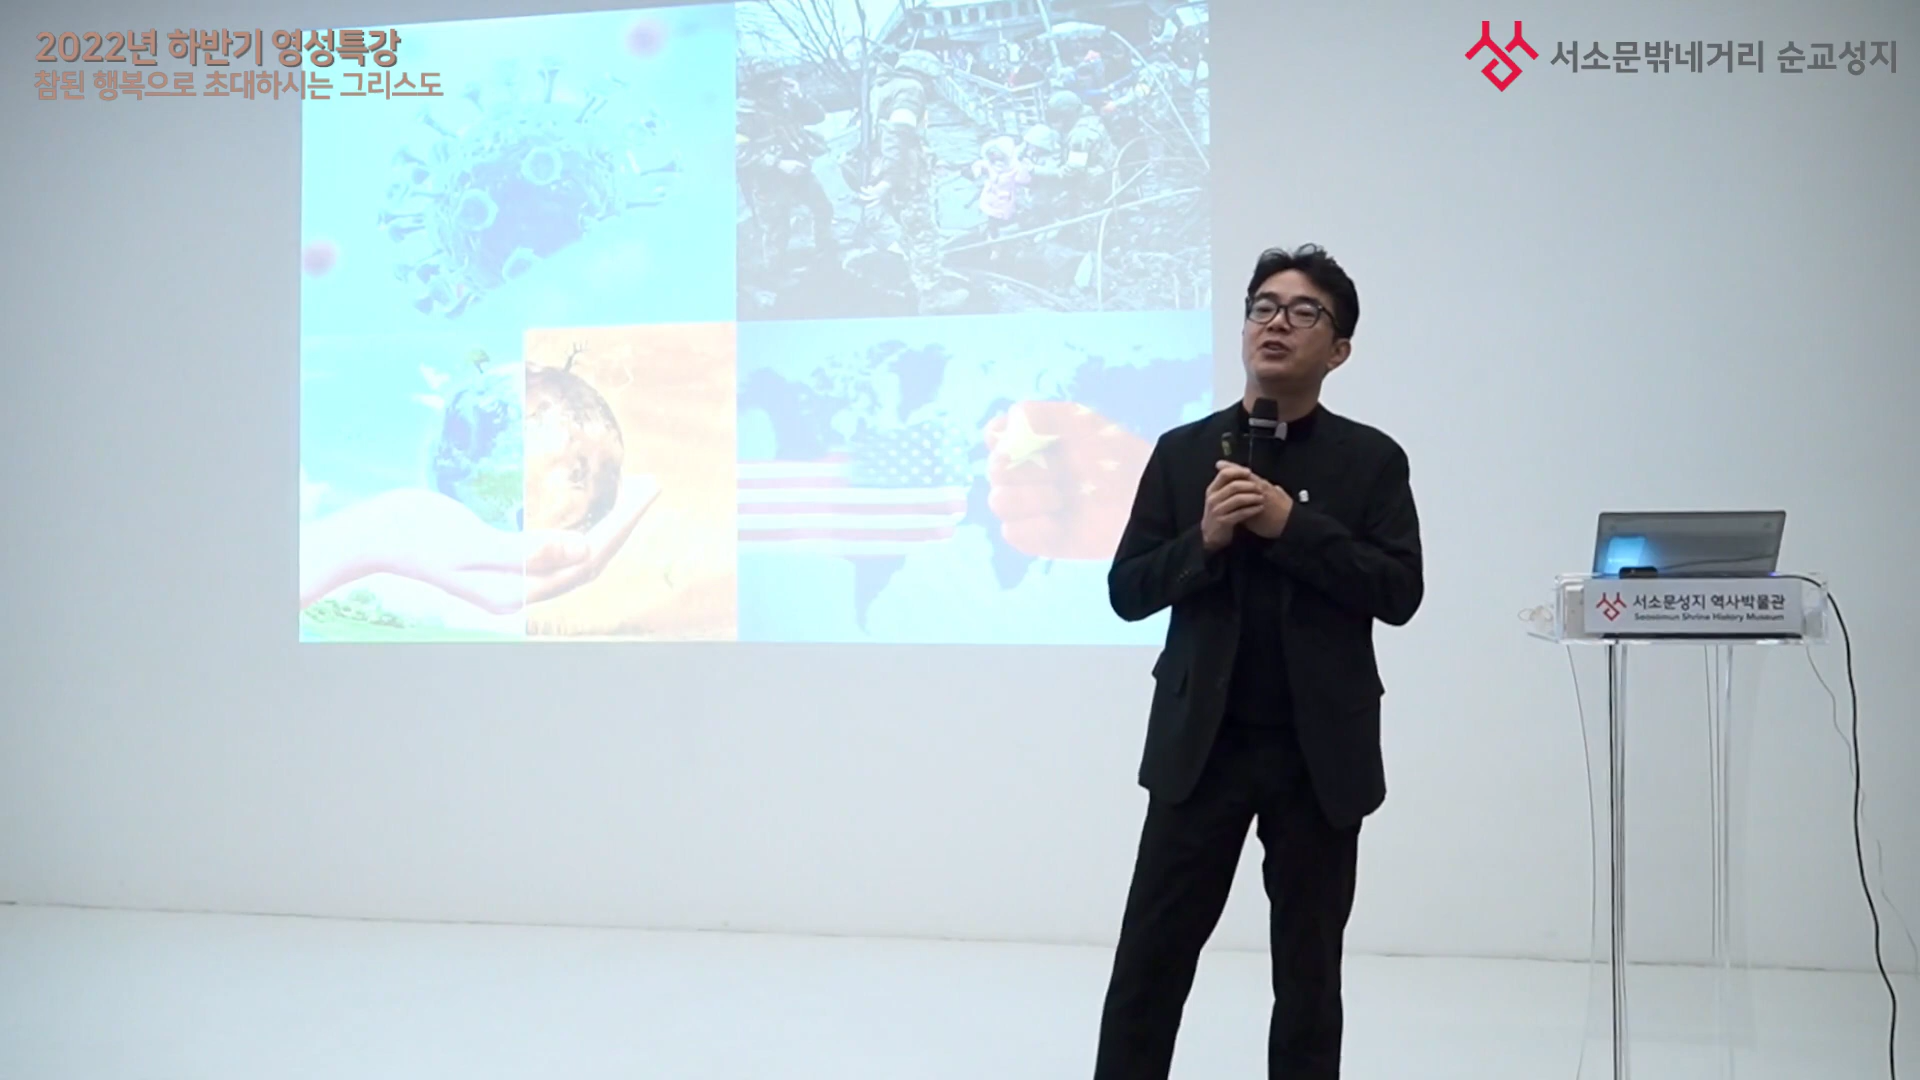 2022년 하반기 영성특강
참된 행복으로 초대하시는 그리스도
서소문밖네거리 순교성지
서소문성지 역사박물관
Seosomun Shrine History Museum